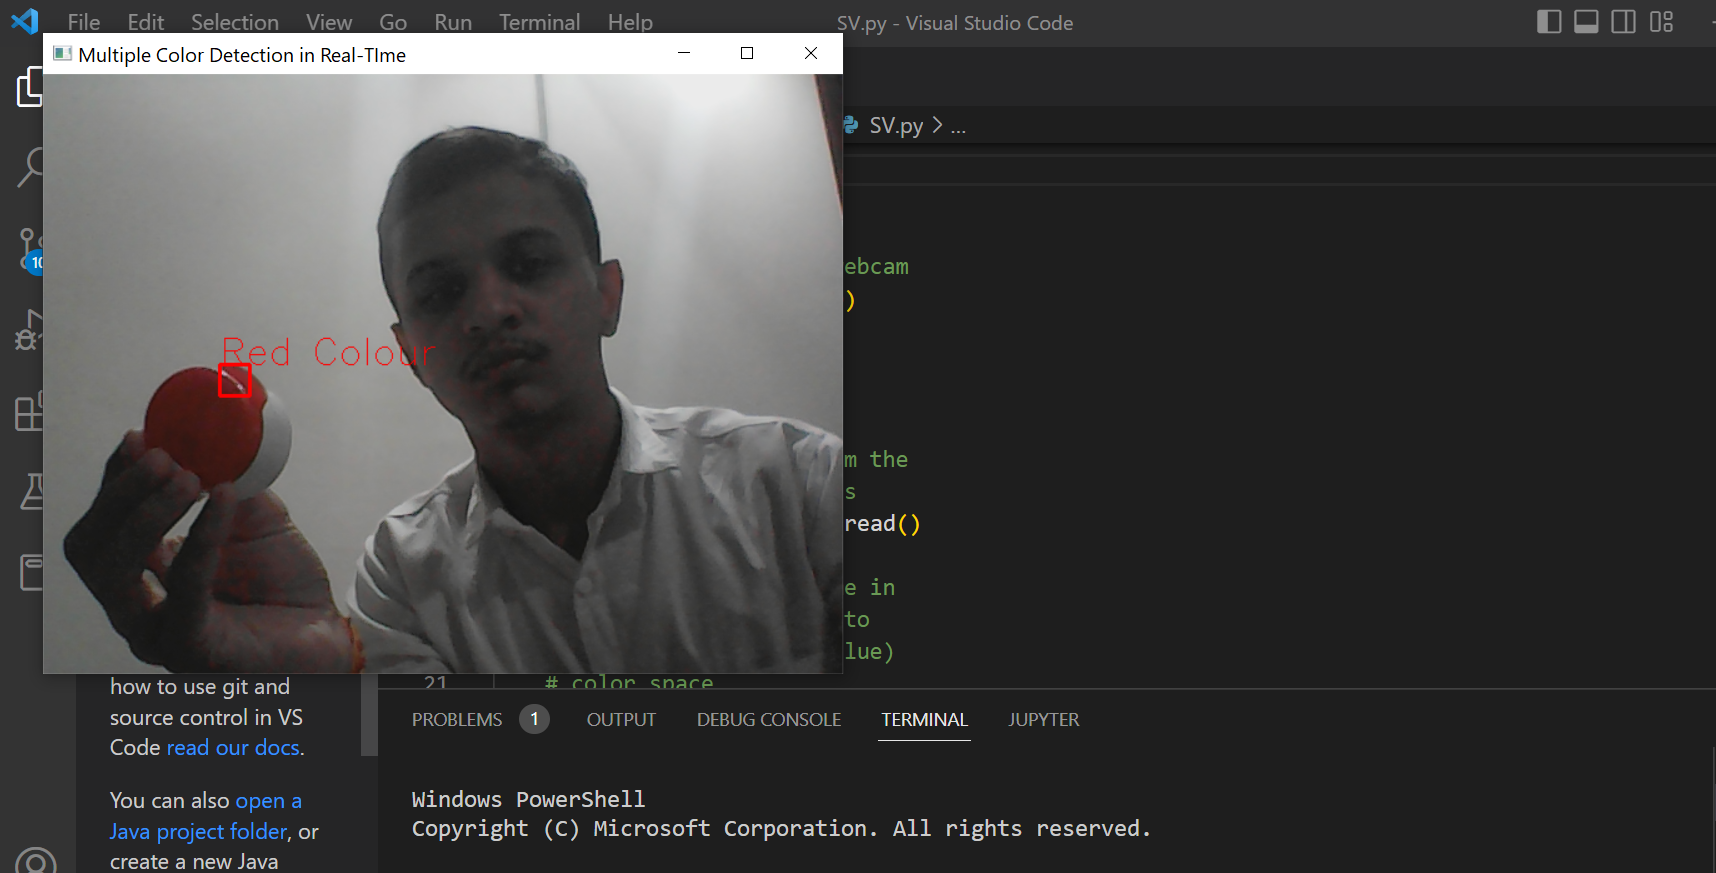 File Edit Selection View Go Run Terminal Help
SV.py - Visual Studio Code
Multiple Color Detection in Real-TIme
SV.py > ...
ebcam
)
Red Colour
m the
s
read()
e in
to
lue)
21 # color space
10
how to use git and
source control in VS
Code read our docs.
You can also open a
Java project folder, or
create a new Java
PROBLEMS 1 OUTPUT DEBUG CONSOLE TERMINAL JUPYTER
Windows PowerShell
Copyright (C) Microsoft Corporation. All rights reserved.